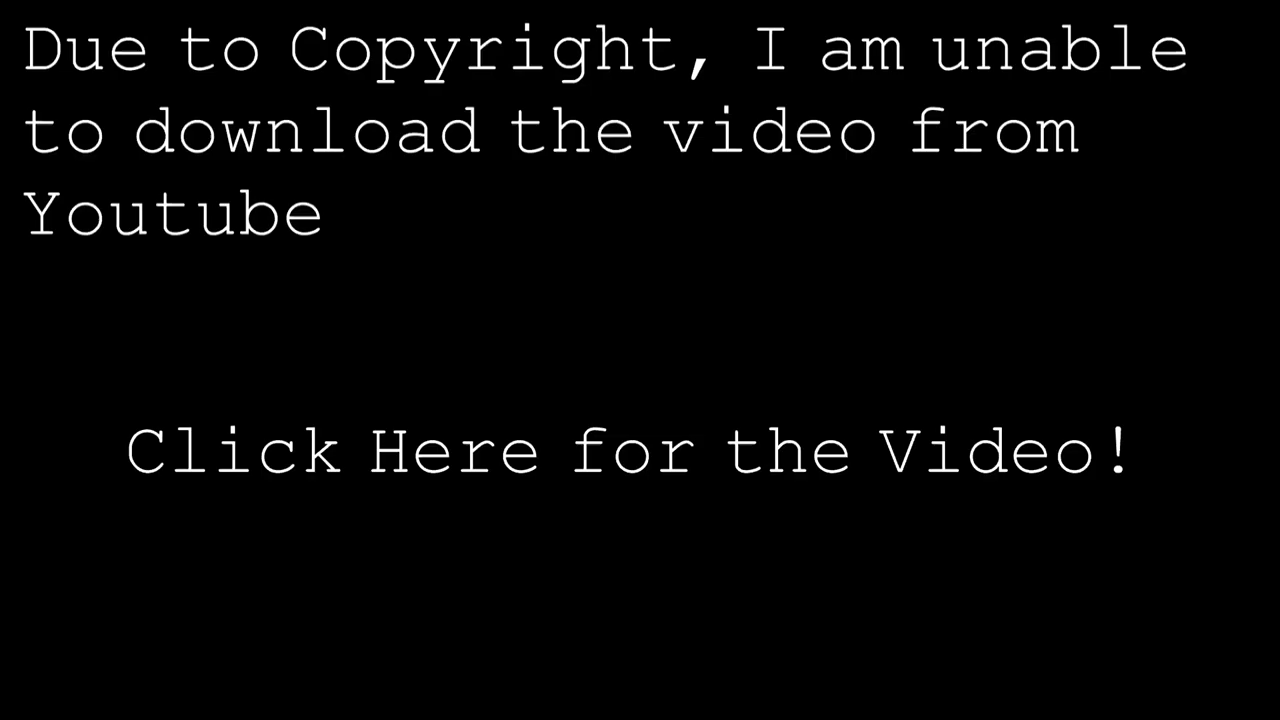 Due to Copyright, I am unable
to download the video from
Youtube
Click Here for the Video!